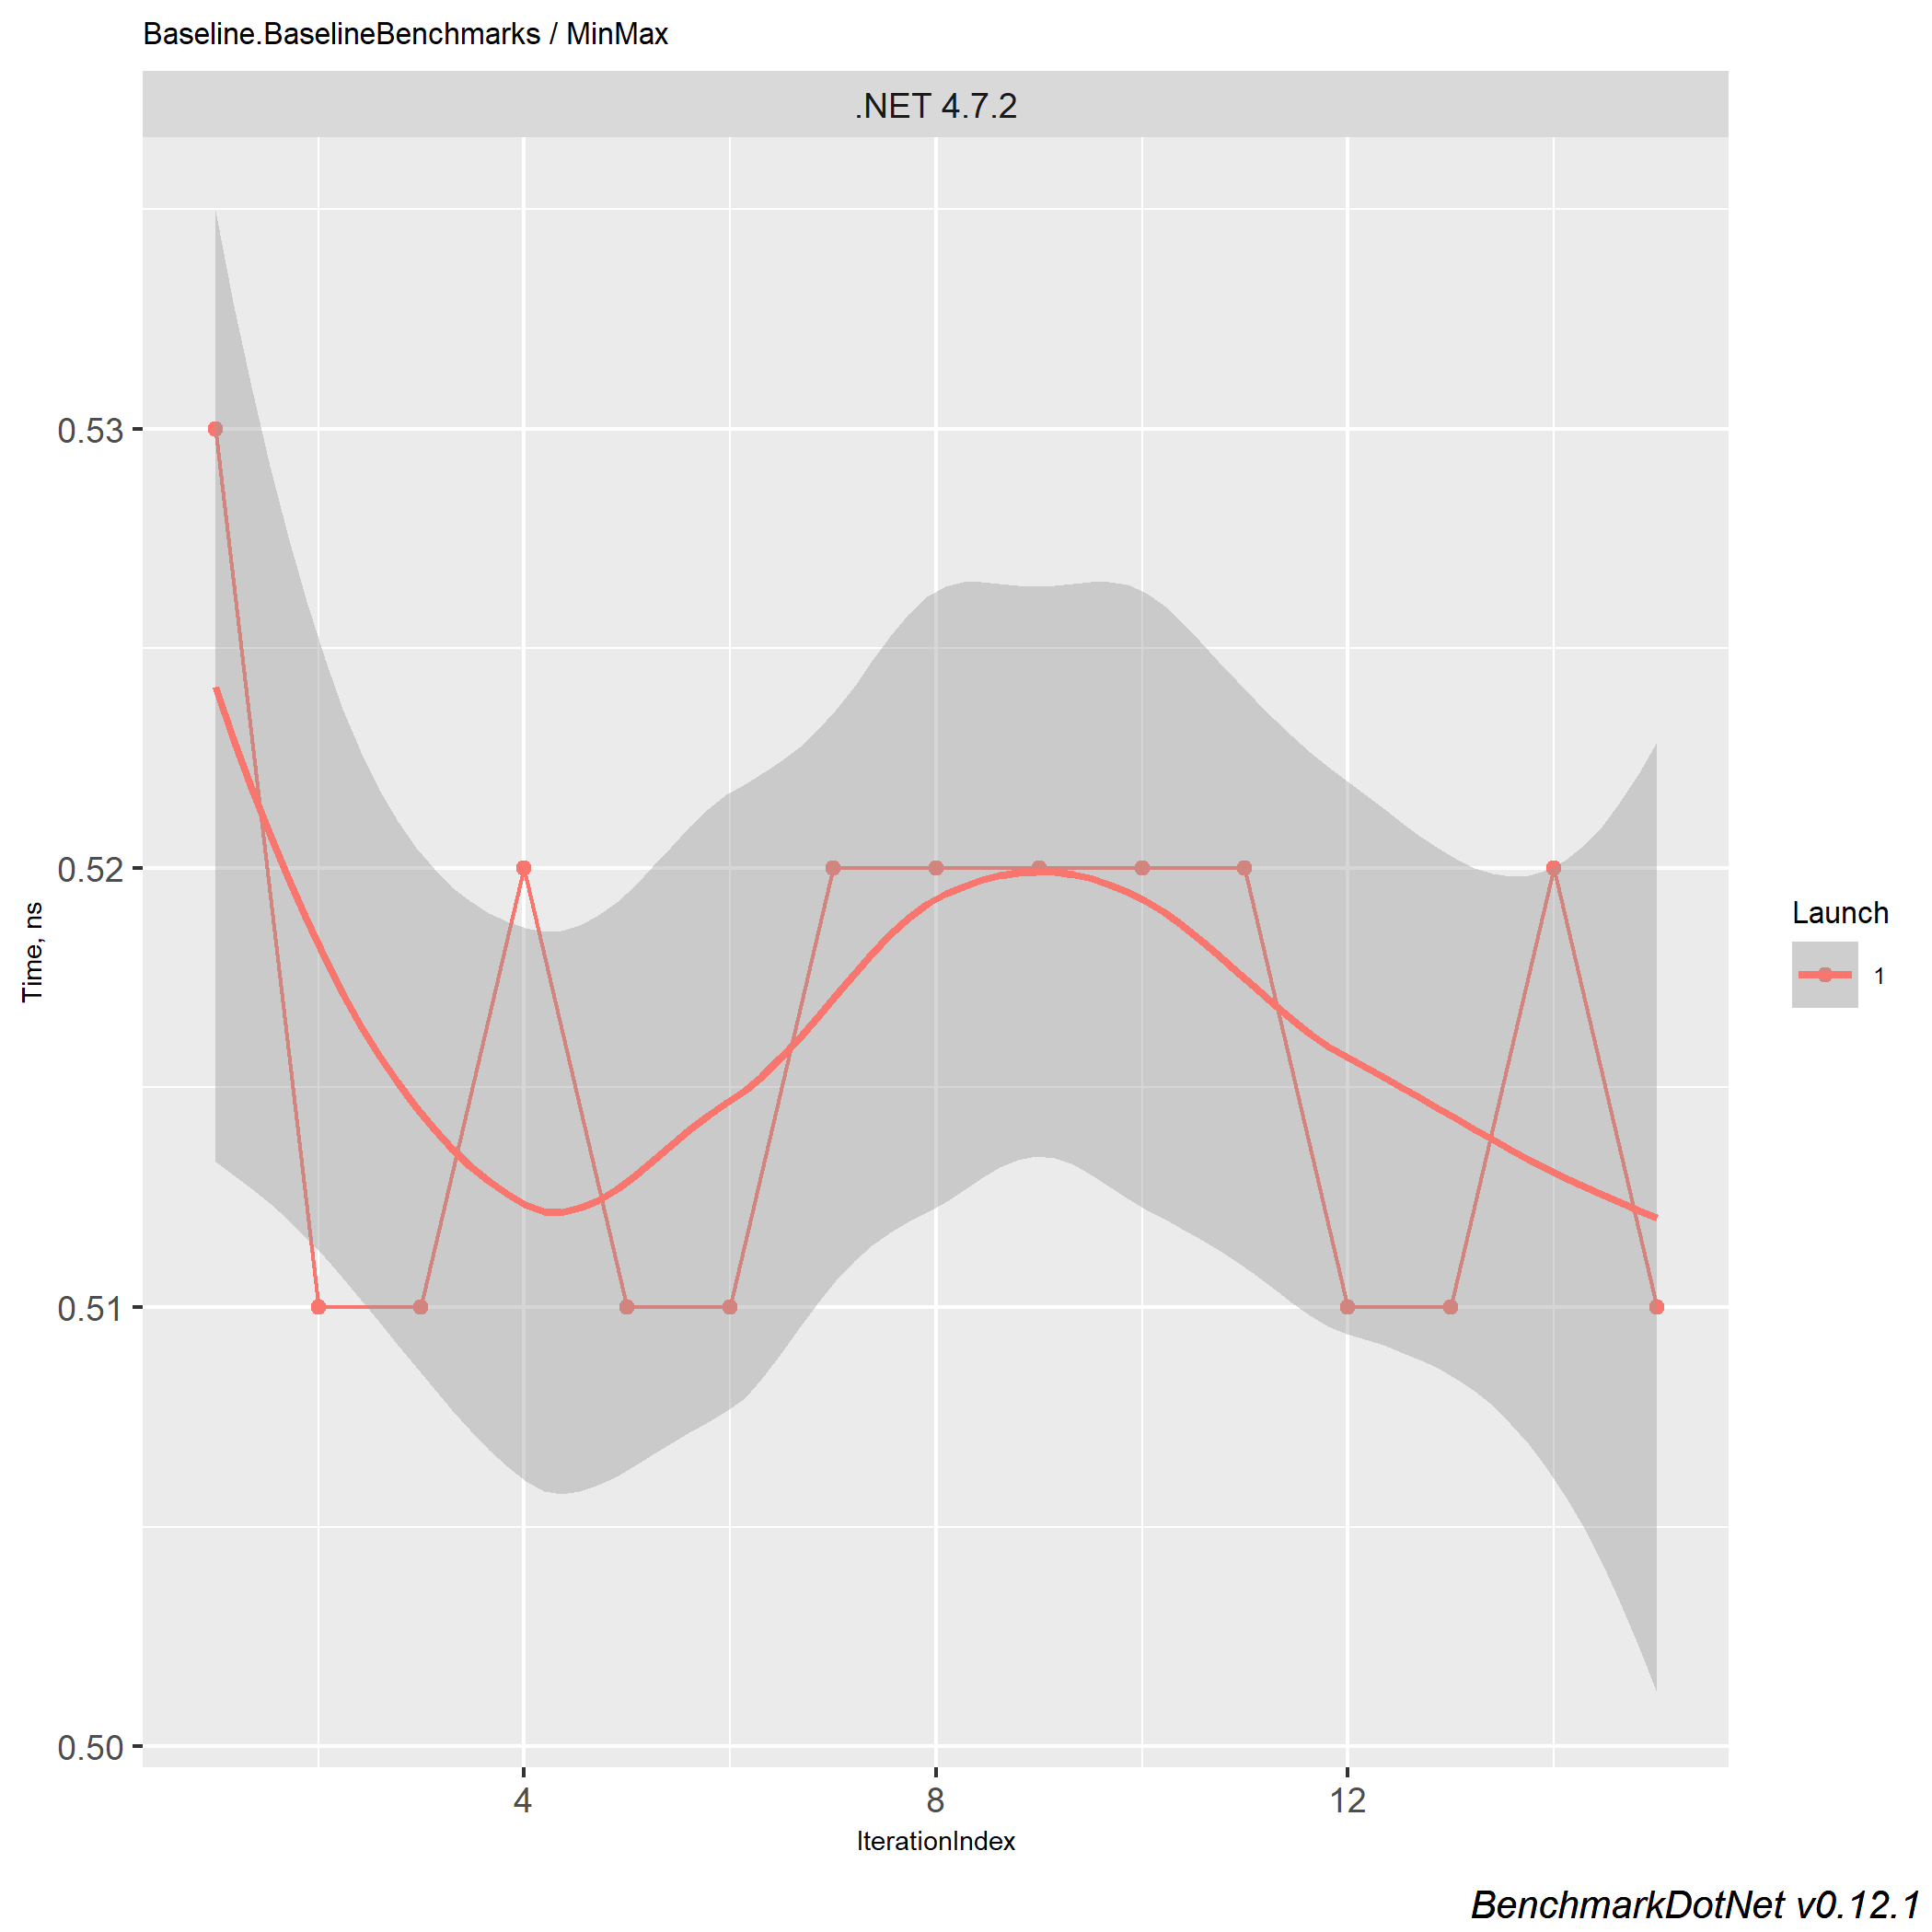 Baseline.BaselineBenchmarks / MinMax
.NET 4.7.2
0.53
0.52
0.51
0.50
Time, ns
4 8 12
IterationIndex
Launch
1
BenchmarkDotNet v0.12.1